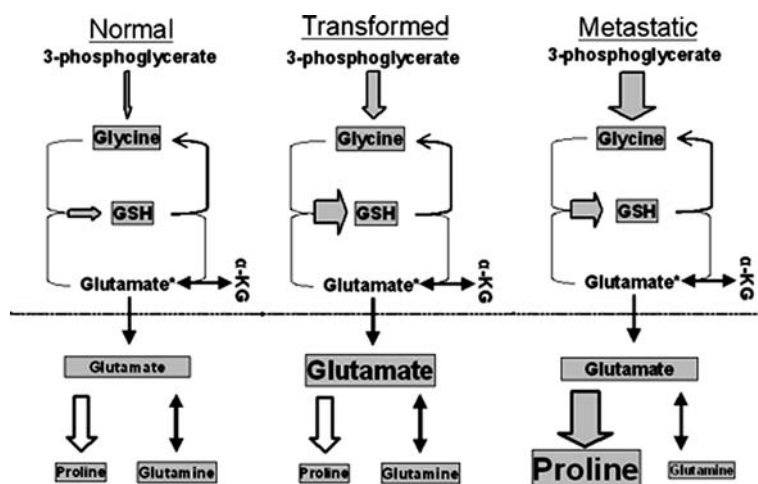 Normal
3-phosphoglycerate
Glycine
GSH
Glutamate*
α-KG
Glutamate
Proline
Glutamine
Transformed
3-phosphoglycerate
Glycine
GSH
Glutamate*
α-KG
Glutamate
Proline
Glutamine
Metastatic
3-phosphoglycerate
Glycine
GSH
Glutamate*
α-KG
Glutamate
Proline
Glutamine